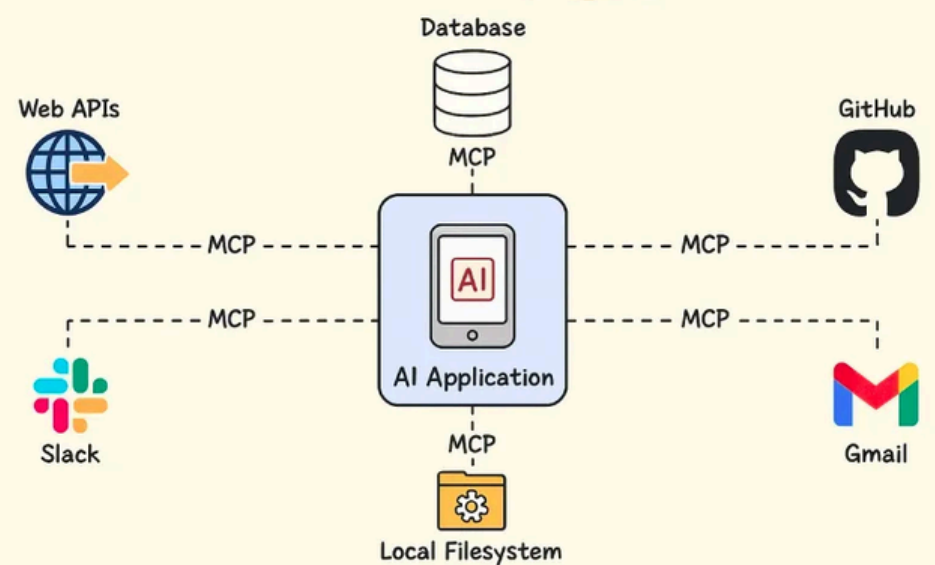 Database
Web APIs
GitHub
MCP
MCP
MCP
AI
MCP
MCP
AI Application
Slack
Gmail
MCP
Local Filesystem